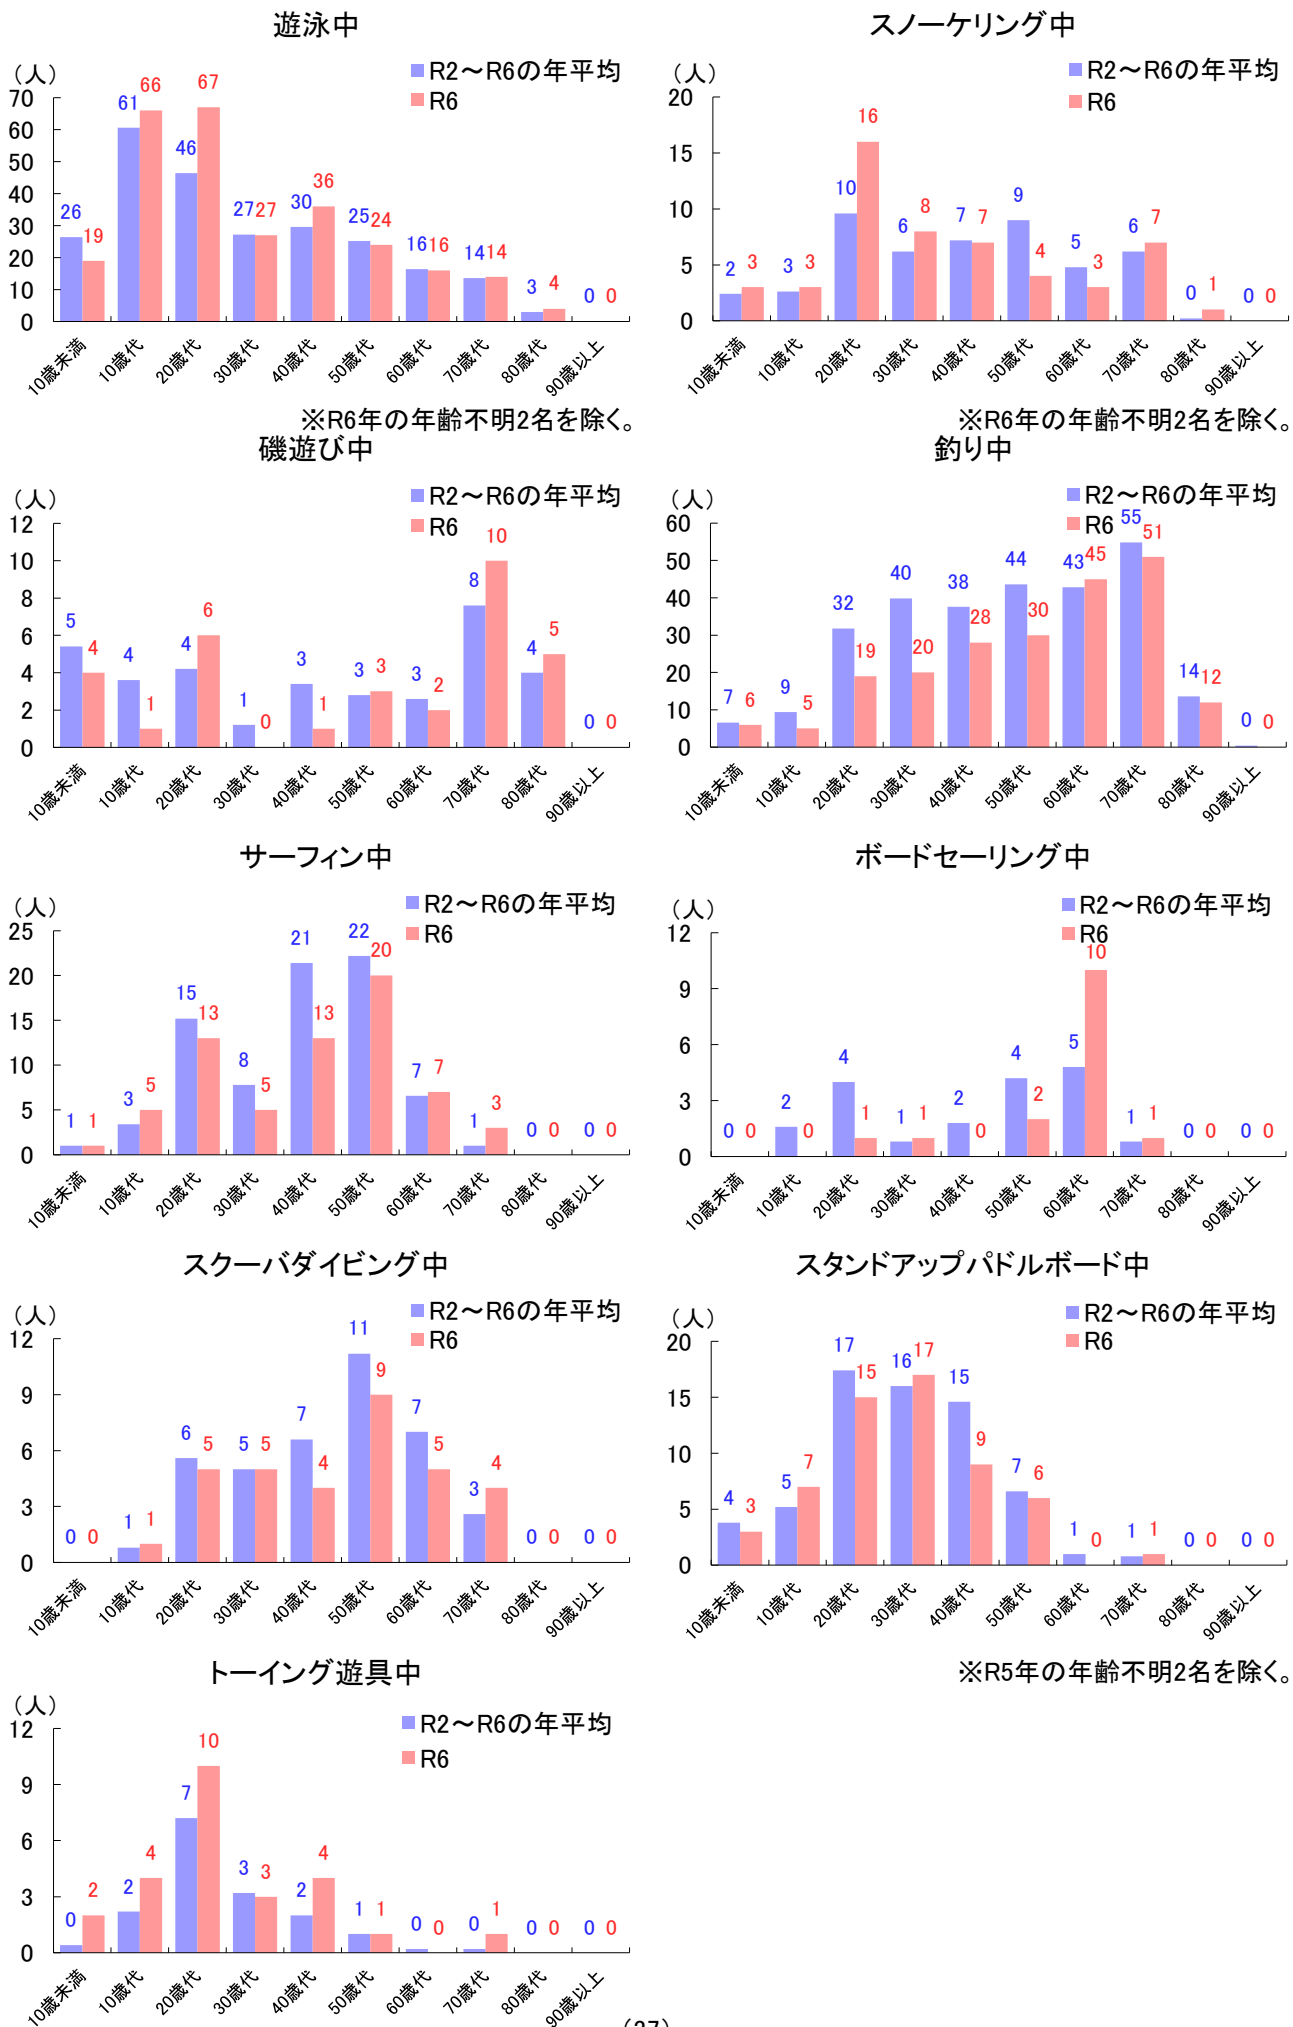 遊泳中
(人)
R2～R6の年平均
R6
70
60
50
40
30
20
10
0
26 19
61 66
46 67
27 27
30 36
25 24
16 16
14 14
3 4
0 0
10歳未満 10歳代 20歳代 30歳代 40歳代 50歳代 60歳代 70歳代 80歳代 90歳以上
※R6年の年齢不明2名を除く。
スノーケリング中
(人)
R2～R6の年平均
R6
20
15
10
5
0
2 3
3 3
10 16
6 8
7 7
9 4
5 3
6 7
0 1
0 0
10歳未満 10歳代 20歳代 30歳代 40歳代 50歳代 60歳代 70歳代 80歳代 90歳以上
※R6年の年齢不明2名を除く。
磯遊び中
(人)
R2～R6の年平均
R6
12
10
8
6
4
2
0
5 4
4 1
4 6
1 0
3 1
3 3
3 2
8 10
4 5
0 0
10歳未満 10歳代 20歳代 30歳代 40歳代 50歳代 60歳代 70歳代 80歳代 90歳以上
釣り中
(人)
R2～R6の年平均
R6
60
50
40
30
20
10
0
7 6
9 5
32 19
40 20
38 28
44 30
43 45
55 51
14 12
0 0
10歳未満 10歳代 20歳代 30歳代 40歳代 50歳代 60歳代 70歳代 80歳代 90歳以上
サーフィン中
(人)
R2～R6の年平均
R6
25
20
15
10
5
0
1 1
3 5
15 13
8 5
21 13
22 20
7 7
1 3
0 0
0 0
10歳未満 10歳代 20歳代 30歳代 40歳代 50歳代 60歳代 70歳代 80歳代 90歳以上
ボードセーリング中
(人)
R2～R6の年平均
R6
12
9
6
3
0
0 0
2 0
4 1
1 1
2 0
4 2
5 10
1 1
0 0
0 0
10歳未満 10歳代 20歳代 30歳代 40歳代 50歳代 60歳代 70歳代 80歳代 90歳以上
スクーバダイビング中
(人)
R2～R6の年平均
R6
12
9
6
3
0
0 0
1 1
6 5
5 5
7 4
11 9
7 5
3 4
0 0
0 0
10歳未満 10歳代 20歳代 30歳代 40歳代 50歳代 60歳代 70歳代 80歳代 90歳以上
スタンドアップパドルボード中
(人)
R2～R6の年平均
R6
20
15
10
5
0
4 3
5 7
17 15
16 17
15 9
7 6
1 0
1 1
0 0
0 0
10歳未満 10歳代 20歳代 30歳代 40歳代 50歳代 60歳代 70歳代 80歳代 90歳以上
※R5年の年齢不明2名を除く。
トーイング遊具中
(人)
R2～R6の年平均
R6
12
9
6
3
0
0 2
2 4
7 10
3 3
2 4
1 1
0 0
0 1
0 0
0 0
10歳未満 10歳代 20歳代 30歳代 40歳代 50歳代 60歳代 70歳代 80歳代 90歳以上